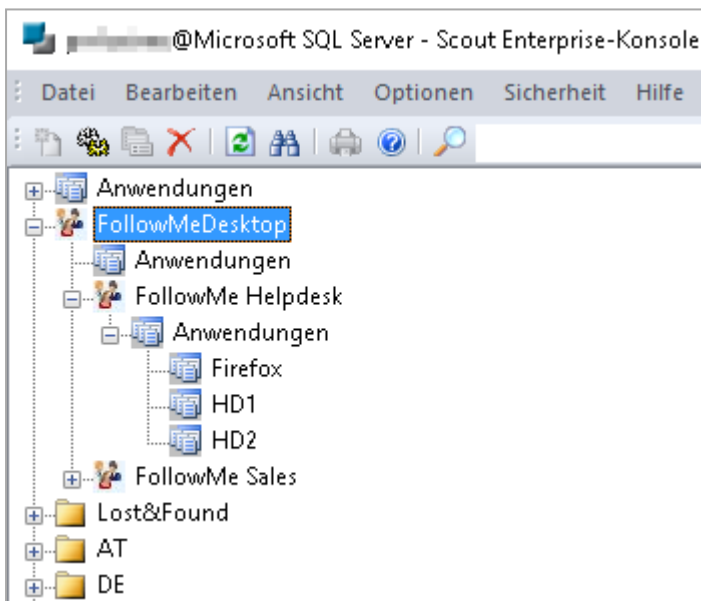 @Microsoft SQL Server - Scout Enterprise-Konsole
Datei Bearbeiten Ansicht Optionen Sicherheit Hilfe
Anwendungen
FollowMeDesktop
Anwendungen
FollowMe Helpdesk
Anwendungen
Firefox
HD1
HD2
FollowMe Sales
Lost&Found
AT
DE